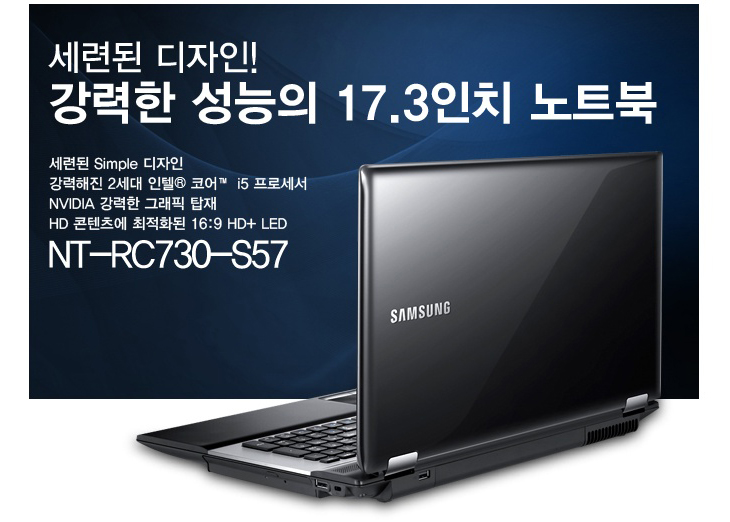 세련된 디자인!
강력한 성능의 17.3인치 노트북
세련된 Simple 디자인
강력해진 2세대 인텔® 코어™ i5 프로세서
NVIDIA 강력한 그래픽 탑재
HD 콘텐츠에 최적화된 16:9 HD+ LED
NT-RC730-S57
SAMSUNG